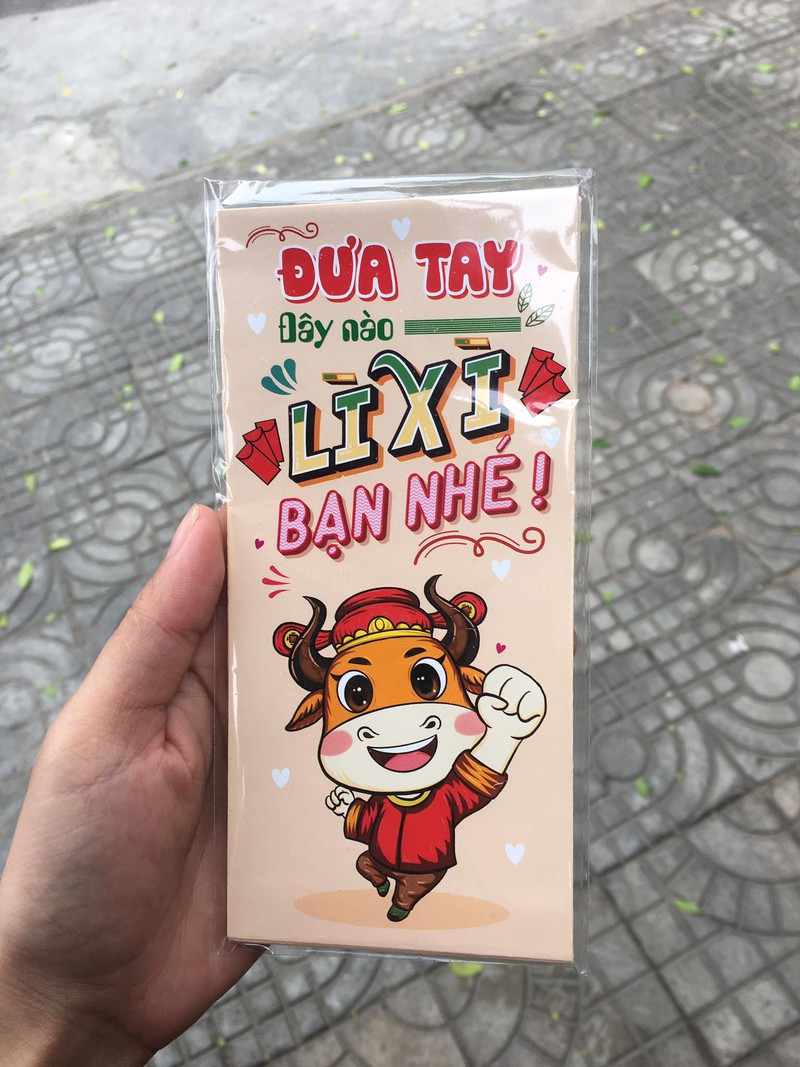 ĐƯA TAY
Đây nào
LÌ XÌ
BẠN NHÉ!